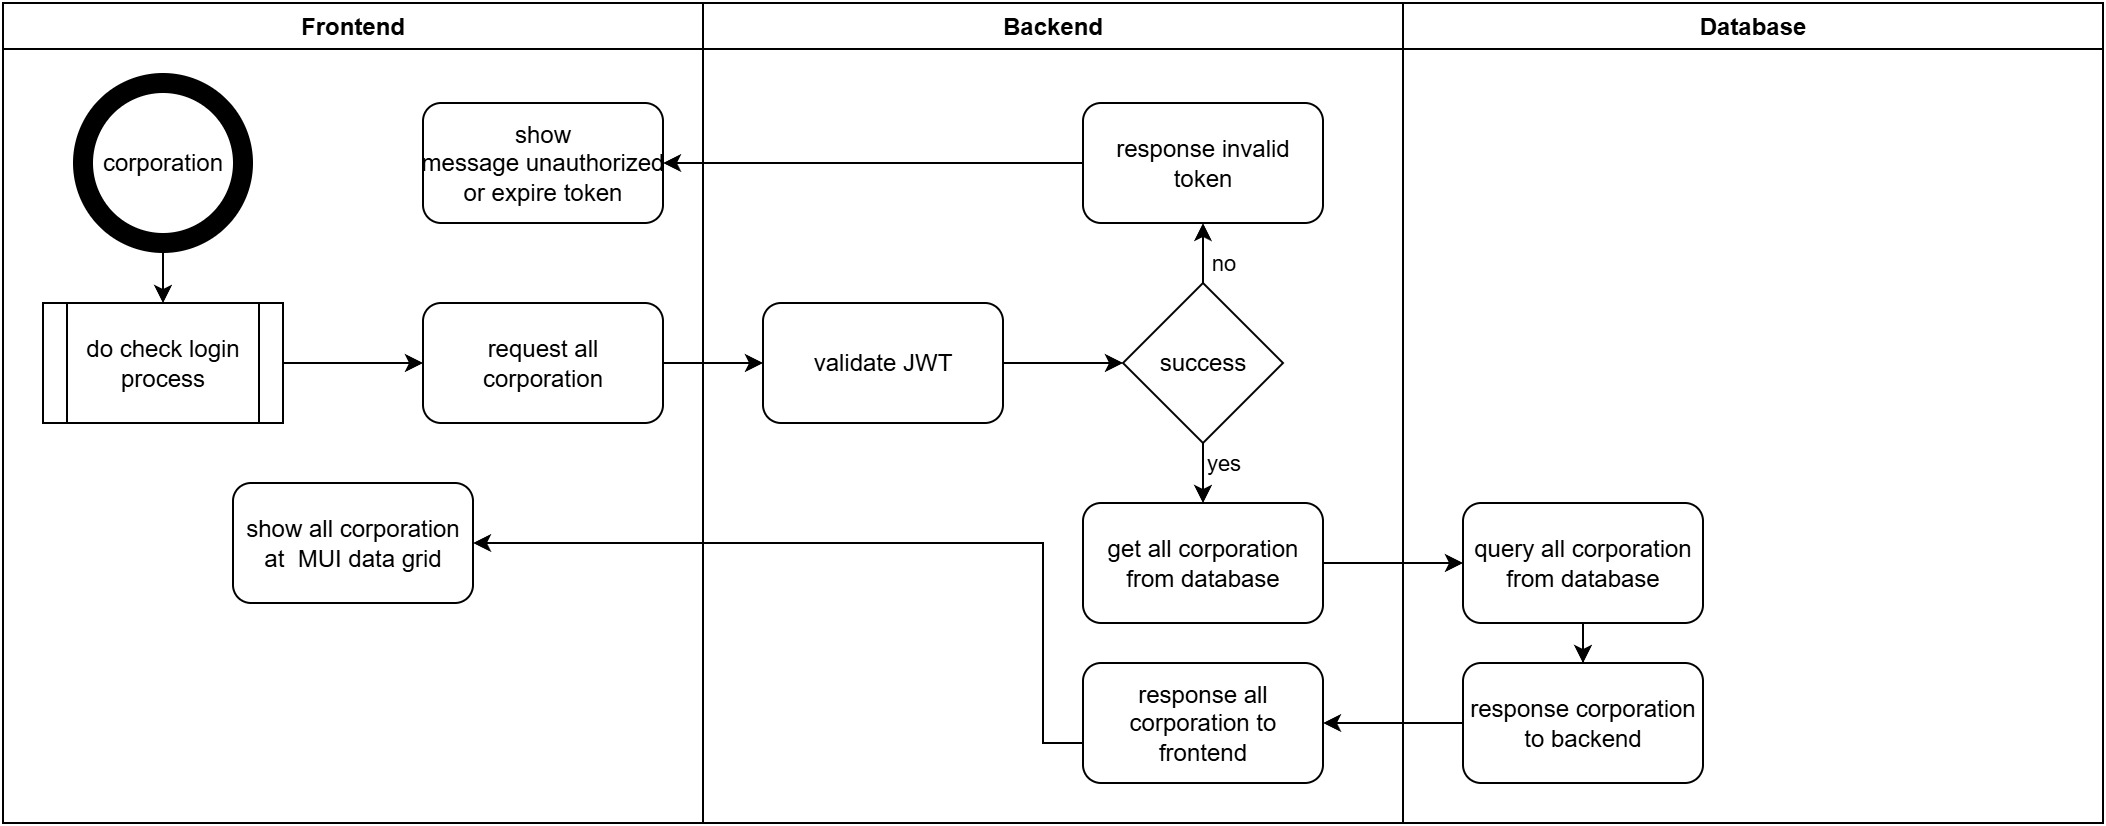 Frontend
Backend
Database
corporation
show
message unauthorized
or expire token
response invalid
token
no
do check login
process
request all
corporation
validate JWT
success
yes
show all corporation
at  MUI data grid
get all corporation
from database
query all corporation
from database
response all
corporation to
frontend
response corporation
to backend